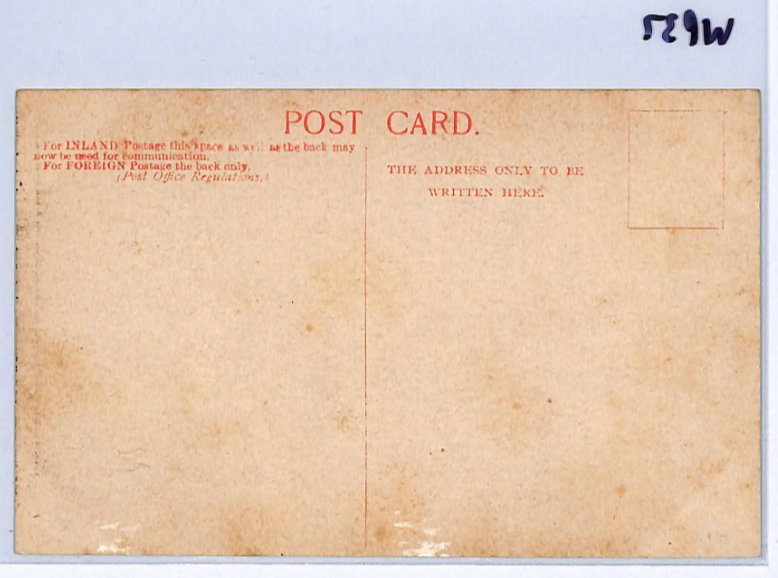 POST CARD.
For INLAND Postage this space as well as the back may
now be used for communication.
For FOREIGN Postage the back only.
(Post Office Regulations.)
THE ADDRESS ONLY TO BE
WRITTEN HERE.